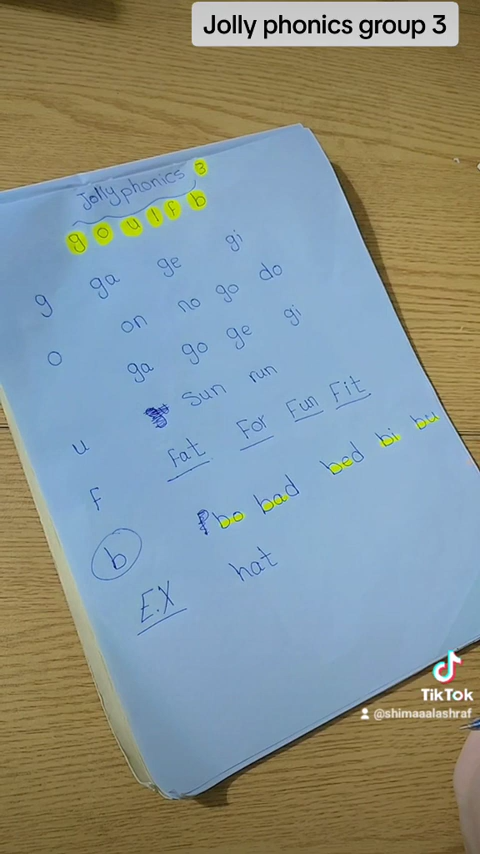 Jolly phonics group 3
Jolly phonics 3
g o u l f b
g ga ge gi
o on no go do
ga go ge gi
u sun run
F Fat For Fun Fit
b bo bad bed bi bu
E.X hat
TikTok
@shimaaalashraf